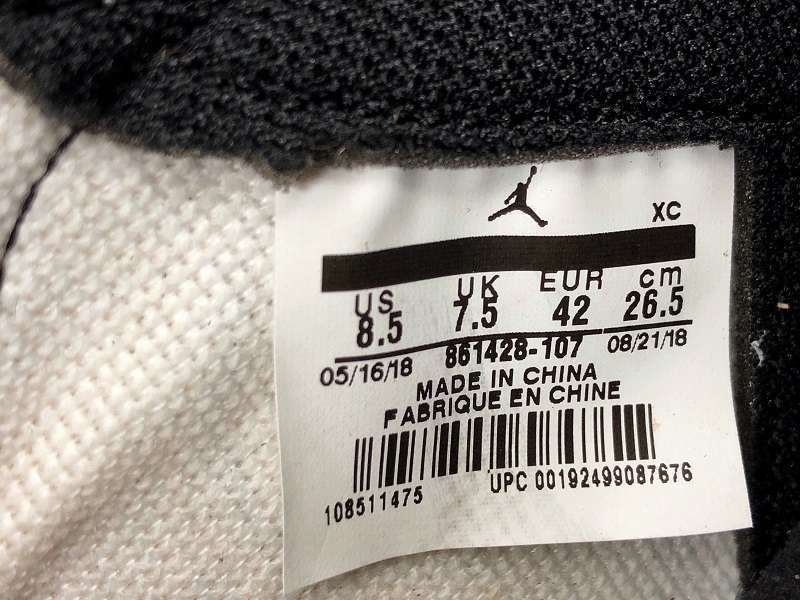 XC
US UK EUR cm
8.5 7.5 42 26.5
05/16/18 861428-107 08/21/18
MADE IN CHINA
FABRIQUE EN CHINE
108511475 UPC 00192499087676